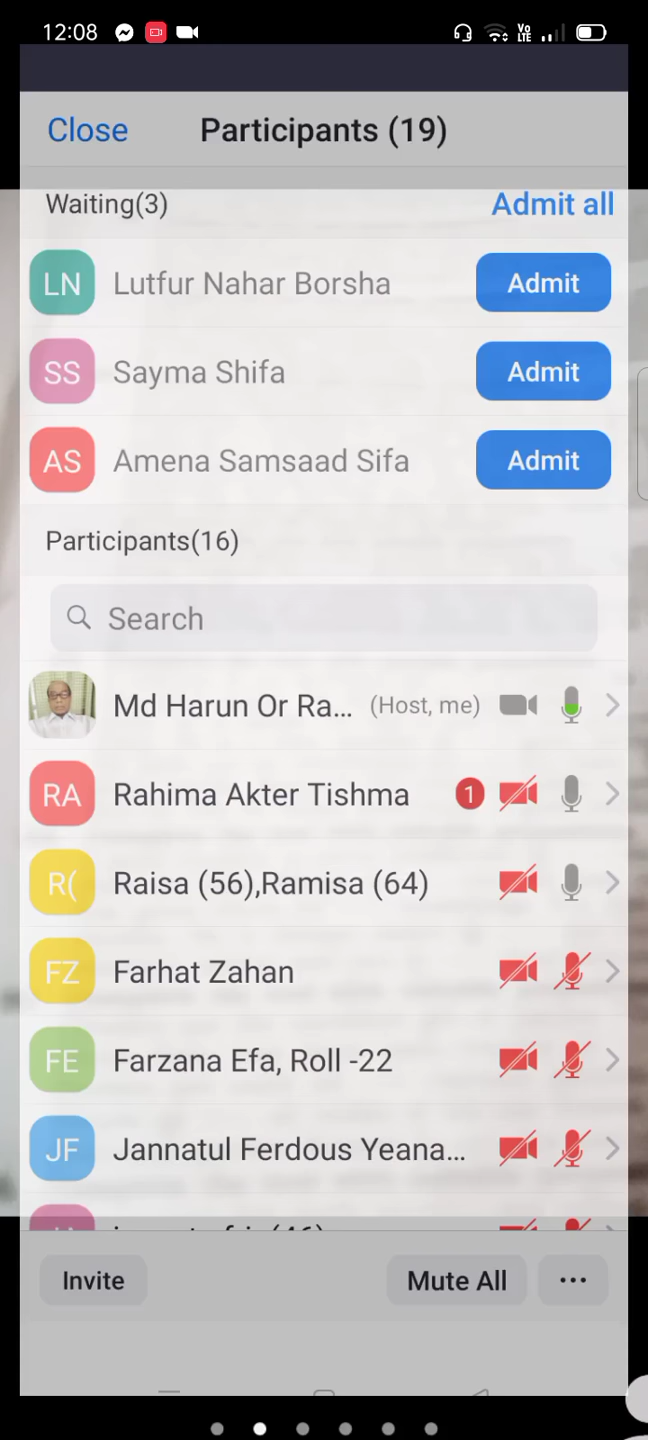 12:08 Vo LTE
Close Participants (19)
Waiting(3) Admit all
LN Lutfur Nahar Borsha Admit
SS Sayma Shifa Admit
AS Amena Samsaad Sifa Admit
Participants(16)
Search
Md Harun Or Ra... (Host, me)
RA Rahima Akter Tishma 1
R( Raisa (56),Ramisa (64)
FZ Farhat Zahan
FE Farzana Efa, Roll -22
JF Jannatul Ferdous Yeana...
Invite Mute All ...